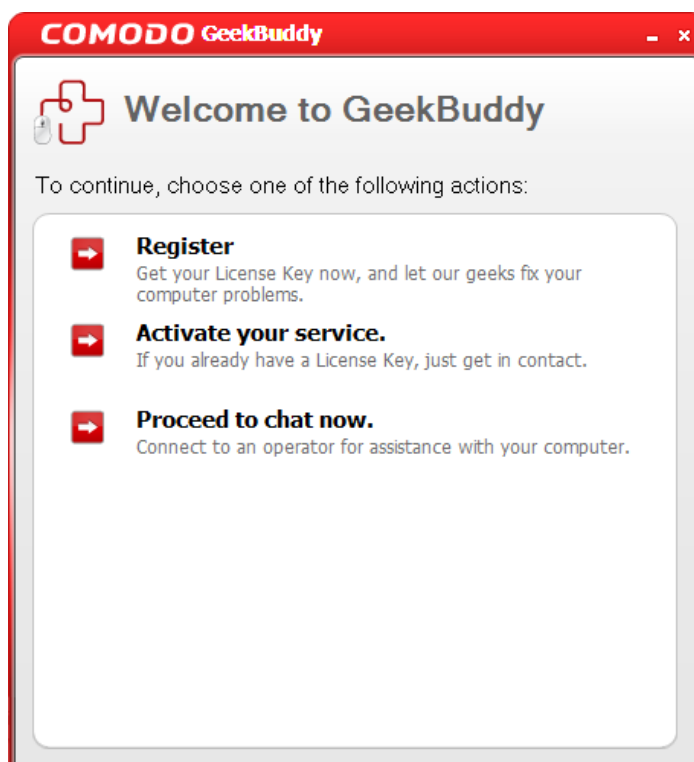 COMODO GeekBuddy
Welcome to GeekBuddy
To continue, choose one of the following actions:
Register
Get your License Key now, and let our geeks fix your
computer problems.
Activate your service.
If you already have a License Key, just get in contact.
Proceed to chat now.
Connect to an operator for assistance with your computer.